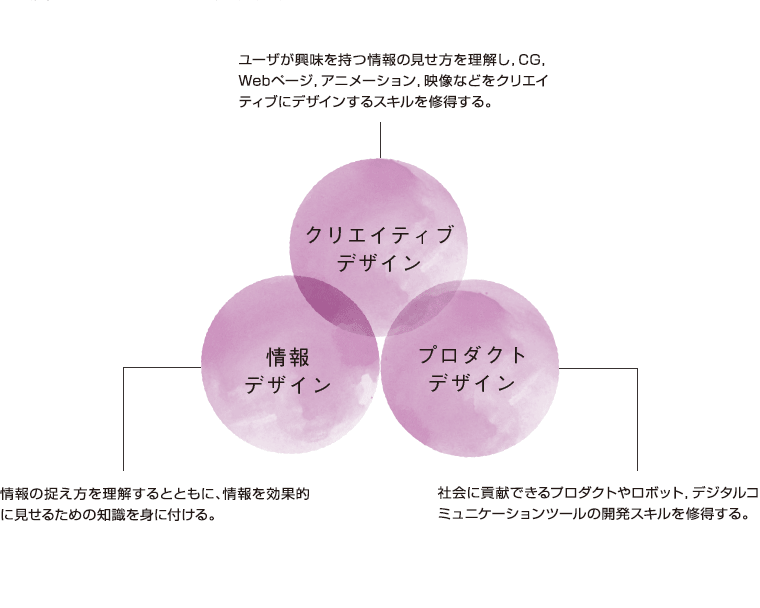 ユーザが興味を持つ情報の見せ方を理解し，CG，
Webページ，アニメーション，映像などをクリエイ
ティブにデザインするスキルを修得する。
クリエイティブ
デザイン
情報
デザイン
プロダクト
デザイン
情報の捉え方を理解するとともに、情報を効果的
に見せるための知識を身に付ける。
社会に貢献できるプロダクトやロボット，デジタルコ
ミュニケーションツールの開発スキルを修得する。